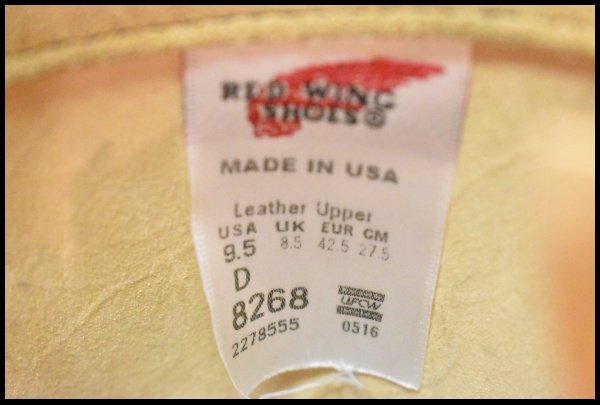 RED WING
SHOES®
MADE IN USA
Leather Upper
USA UK EUR CM
9.5 8.5 42.5 27.5
D
8268
UFCW
2278555 0516